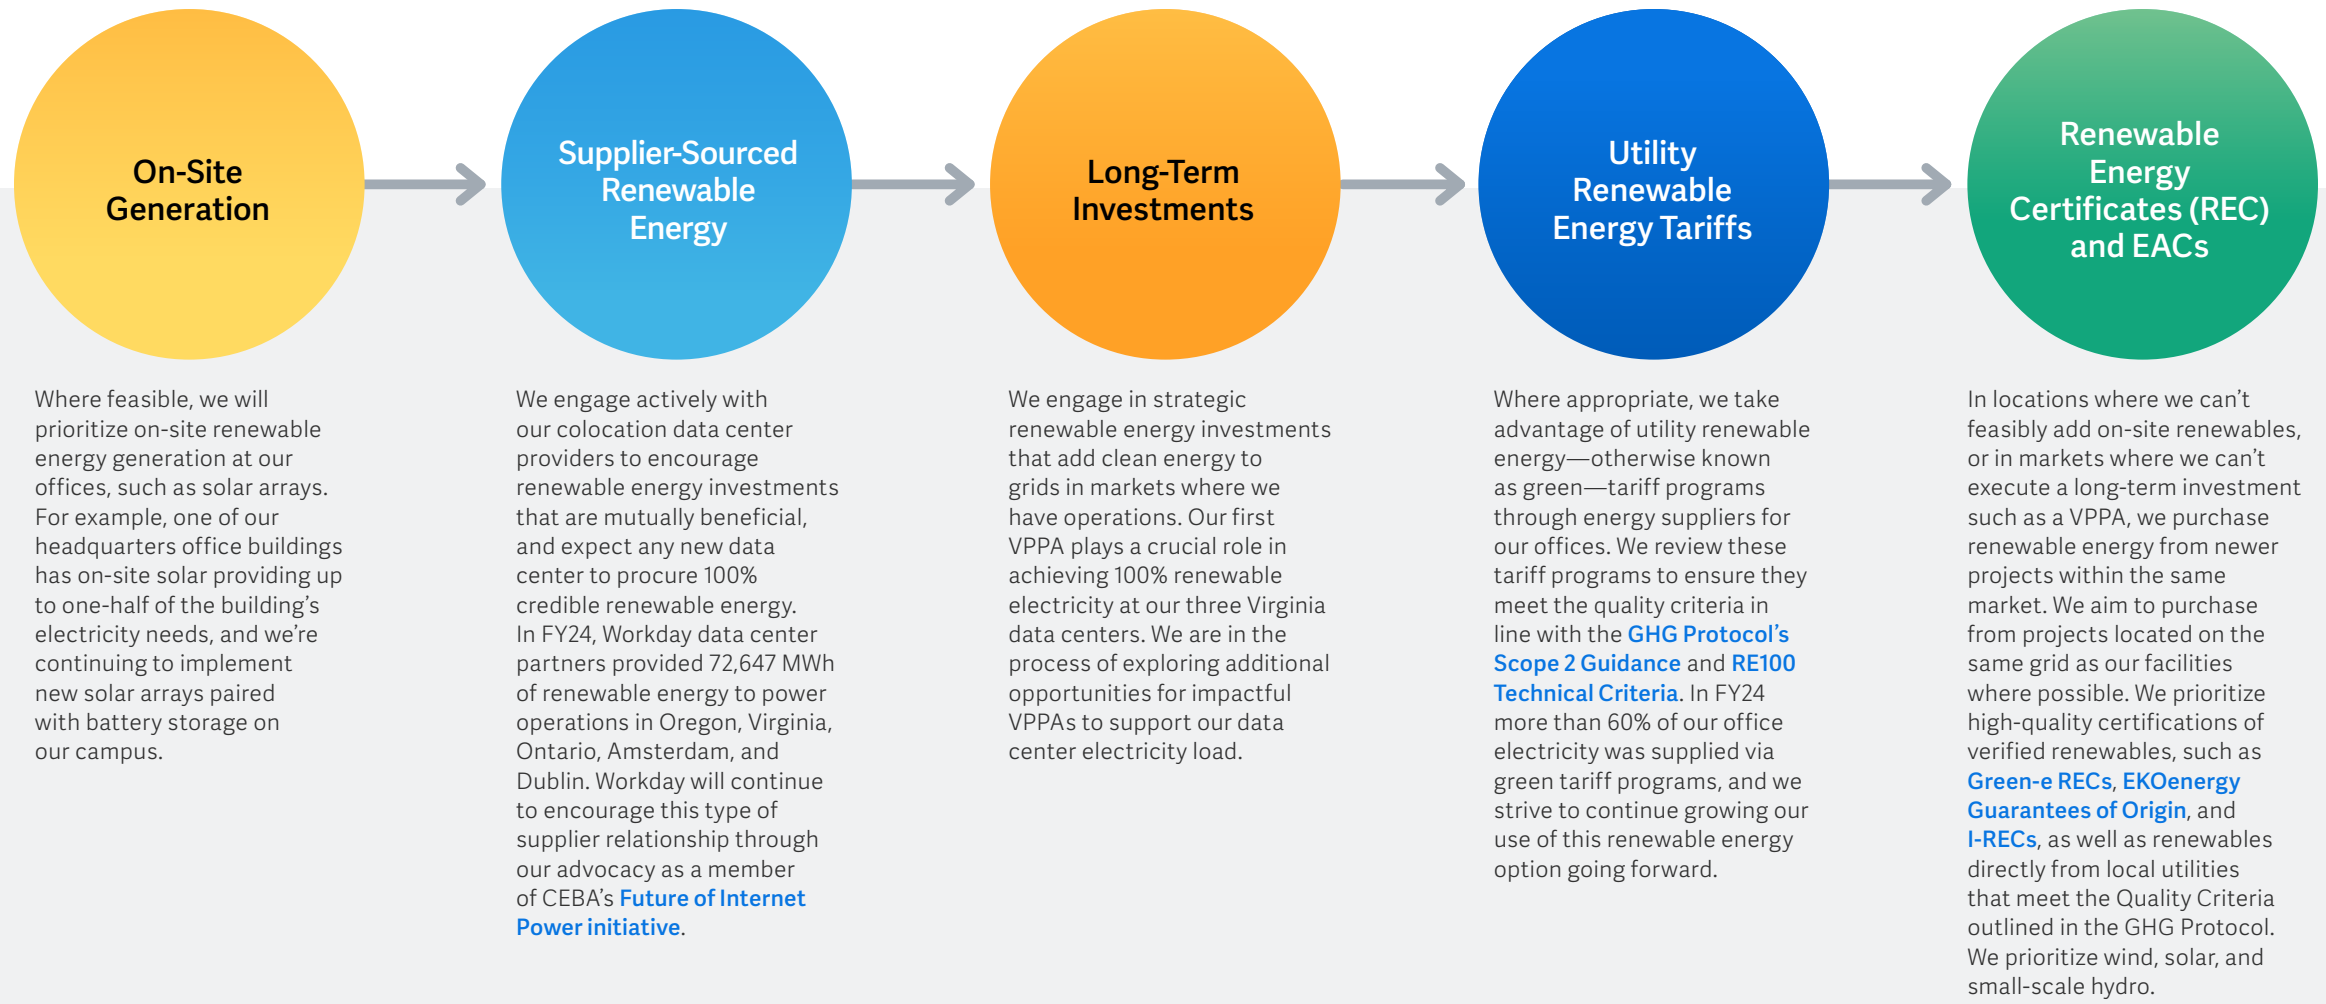 On-Site
Generation
Where feasible, we will
prioritize on-site renewable
energy generation at our
offices, such as solar arrays.
For example, one of our
headquarters office buildings
has on-site solar providing up
to one-half of the building’s
electricity needs, and we’re
continuing to implement
new solar arrays paired
with battery storage on
our campus.
Supplier-Sourced
Renewable
Energy
We engage actively with
our colocation data center
providers to encourage
renewable energy investments
that are mutually beneficial,
and expect any new data
center to procure 100%
credible renewable energy.
In FY24, Workday data center
partners provided 72,647 MWh
of renewable energy to power
operations in Oregon, Virginia,
Ontario, Amsterdam, and
Dublin. Workday will continue
to encourage this type of
supplier relationship through
our advocacy as a member
of CEBA’s Future of Internet
Power initiative.
Long-Term
Investments
We engage in strategic
renewable energy investments
that add clean energy to
grids in markets where we
have operations. Our first
VPPA plays a crucial role in
achieving 100% renewable
electricity at our three Virginia
data centers. We are in the
process of exploring additional
opportunities for impactful
VPPAs to support our data
center electricity load.
Utility
Renewable
Energy Tariffs
Where appropriate, we take
advantage of utility renewable
energy—otherwise known
as green—tariff programs
through energy suppliers for
our offices. We review these
tariff programs to ensure they
meet the quality criteria in
line with the GHG Protocol’s
Scope 2 Guidance and RE100
Technical Criteria. In FY24
more than 60% of our office
electricity was supplied via
green tariff programs, and we
strive to continue growing our
use of this renewable energy
option going forward.
Renewable
Energy
Certificates (REC)
and EACs
In locations where we can’t
feasibly add on-site renewables,
or in markets where we can’t
execute a long-term investment
such as a VPPA, we purchase
renewable energy from newer
projects within the same
market. We aim to purchase
from projects located on the
same grid as our facilities
where possible. We prioritize
high-quality certifications of
verified renewables, such as
Green-e RECs, EKOenergy
Guarantees of Origin, and
I-RECs, as well as renewables
directly from local utilities
that meet the Quality Criteria
outlined in the GHG Protocol.
We prioritize wind, solar, and
small-scale hydro.